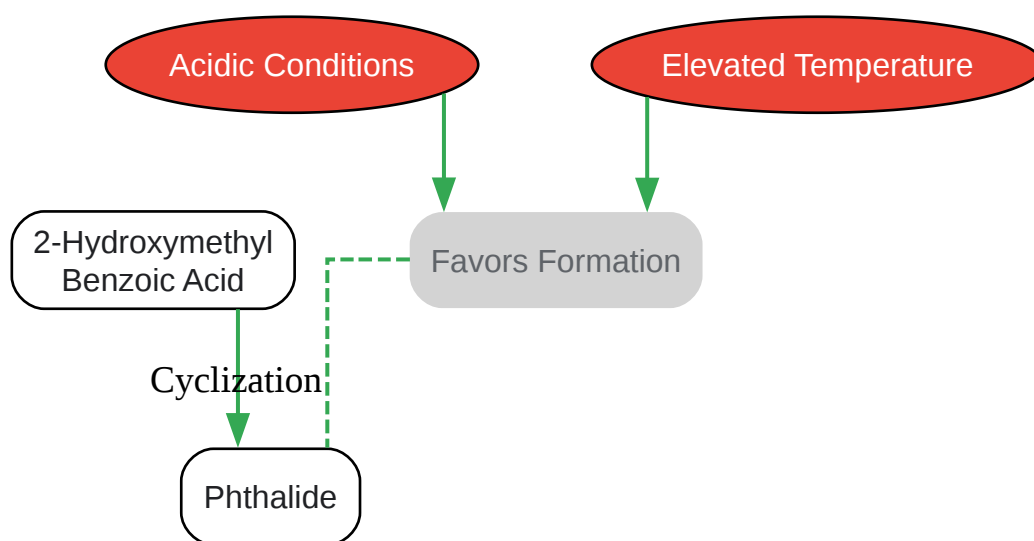 Acidic Conditions
Elevated Temperature
2-Hydroxymethyl
Benzoic Acid
Favors Formation
Cyclization
Phthalide